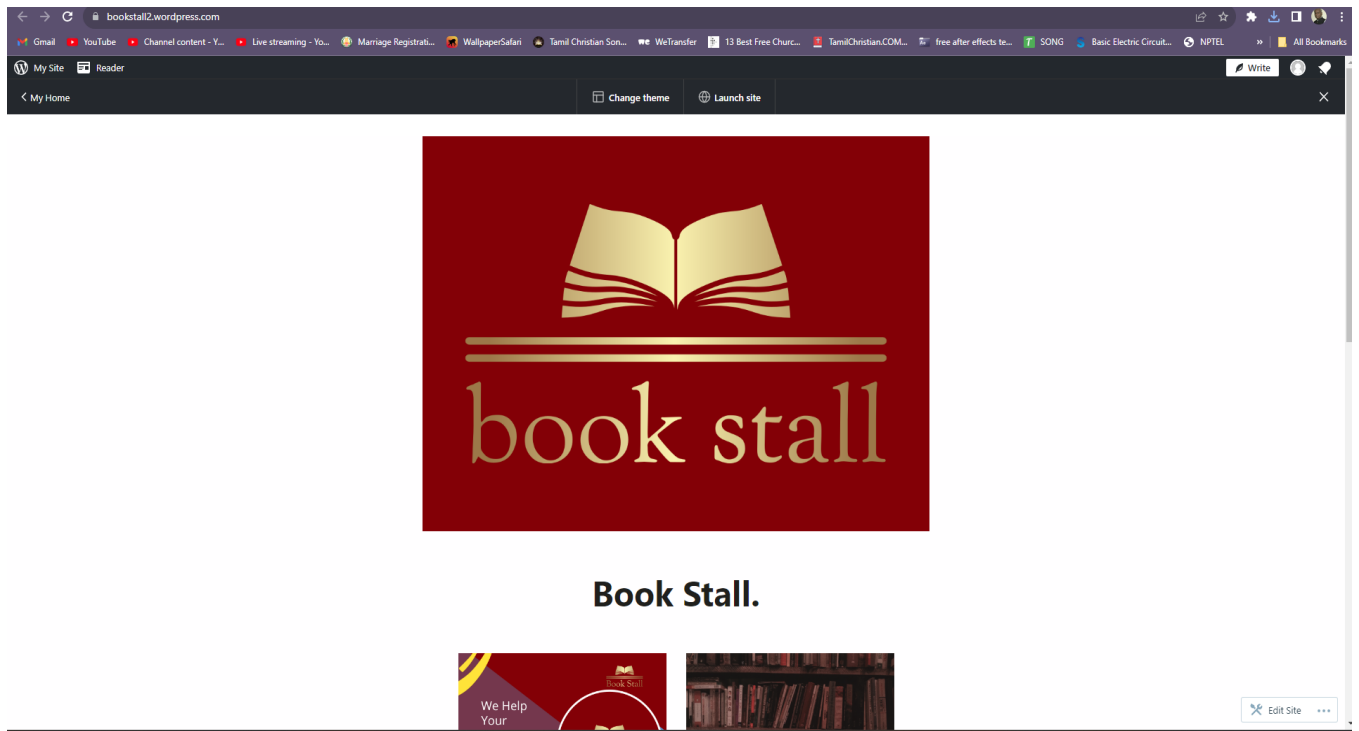 bookstall2.wordpress.com
Gmail YouTube Channel content - Y... Live streaming - Yo... Marriage Registrati... WallpaperSafari Tamil Christian Son... WeTransfer 13 Best Free Churc... TamilChristian.COM... free after effects te... SONG Basic Electric Circuit... NPTEL » All Bookmarks
My Site Reader Write
My Home Change theme Launch site
book stall
Book Stall.
Book Stall
We Help
Your
Edit Site